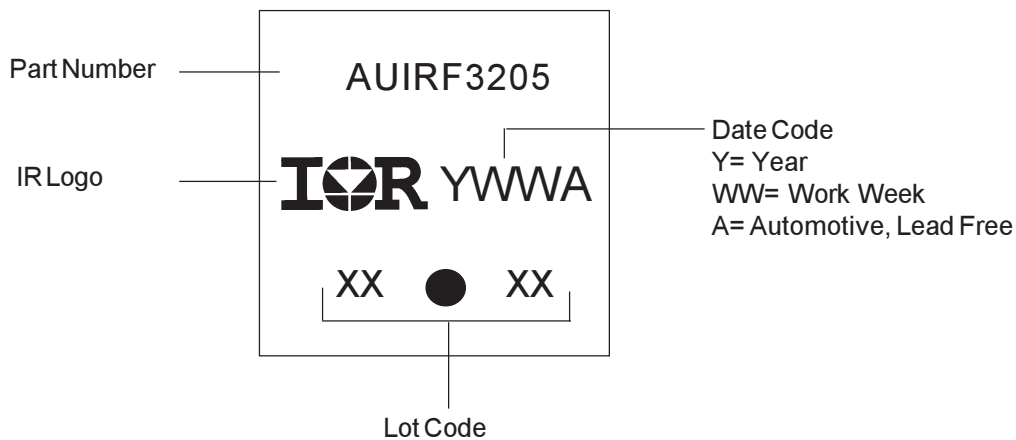 Part Number
AUIRF3205
IR Logo
IOR YWWA
Date Code
Y= Year
WW= Work Week
A= Automotive, Lead Free
XX ● XX
Lot Code